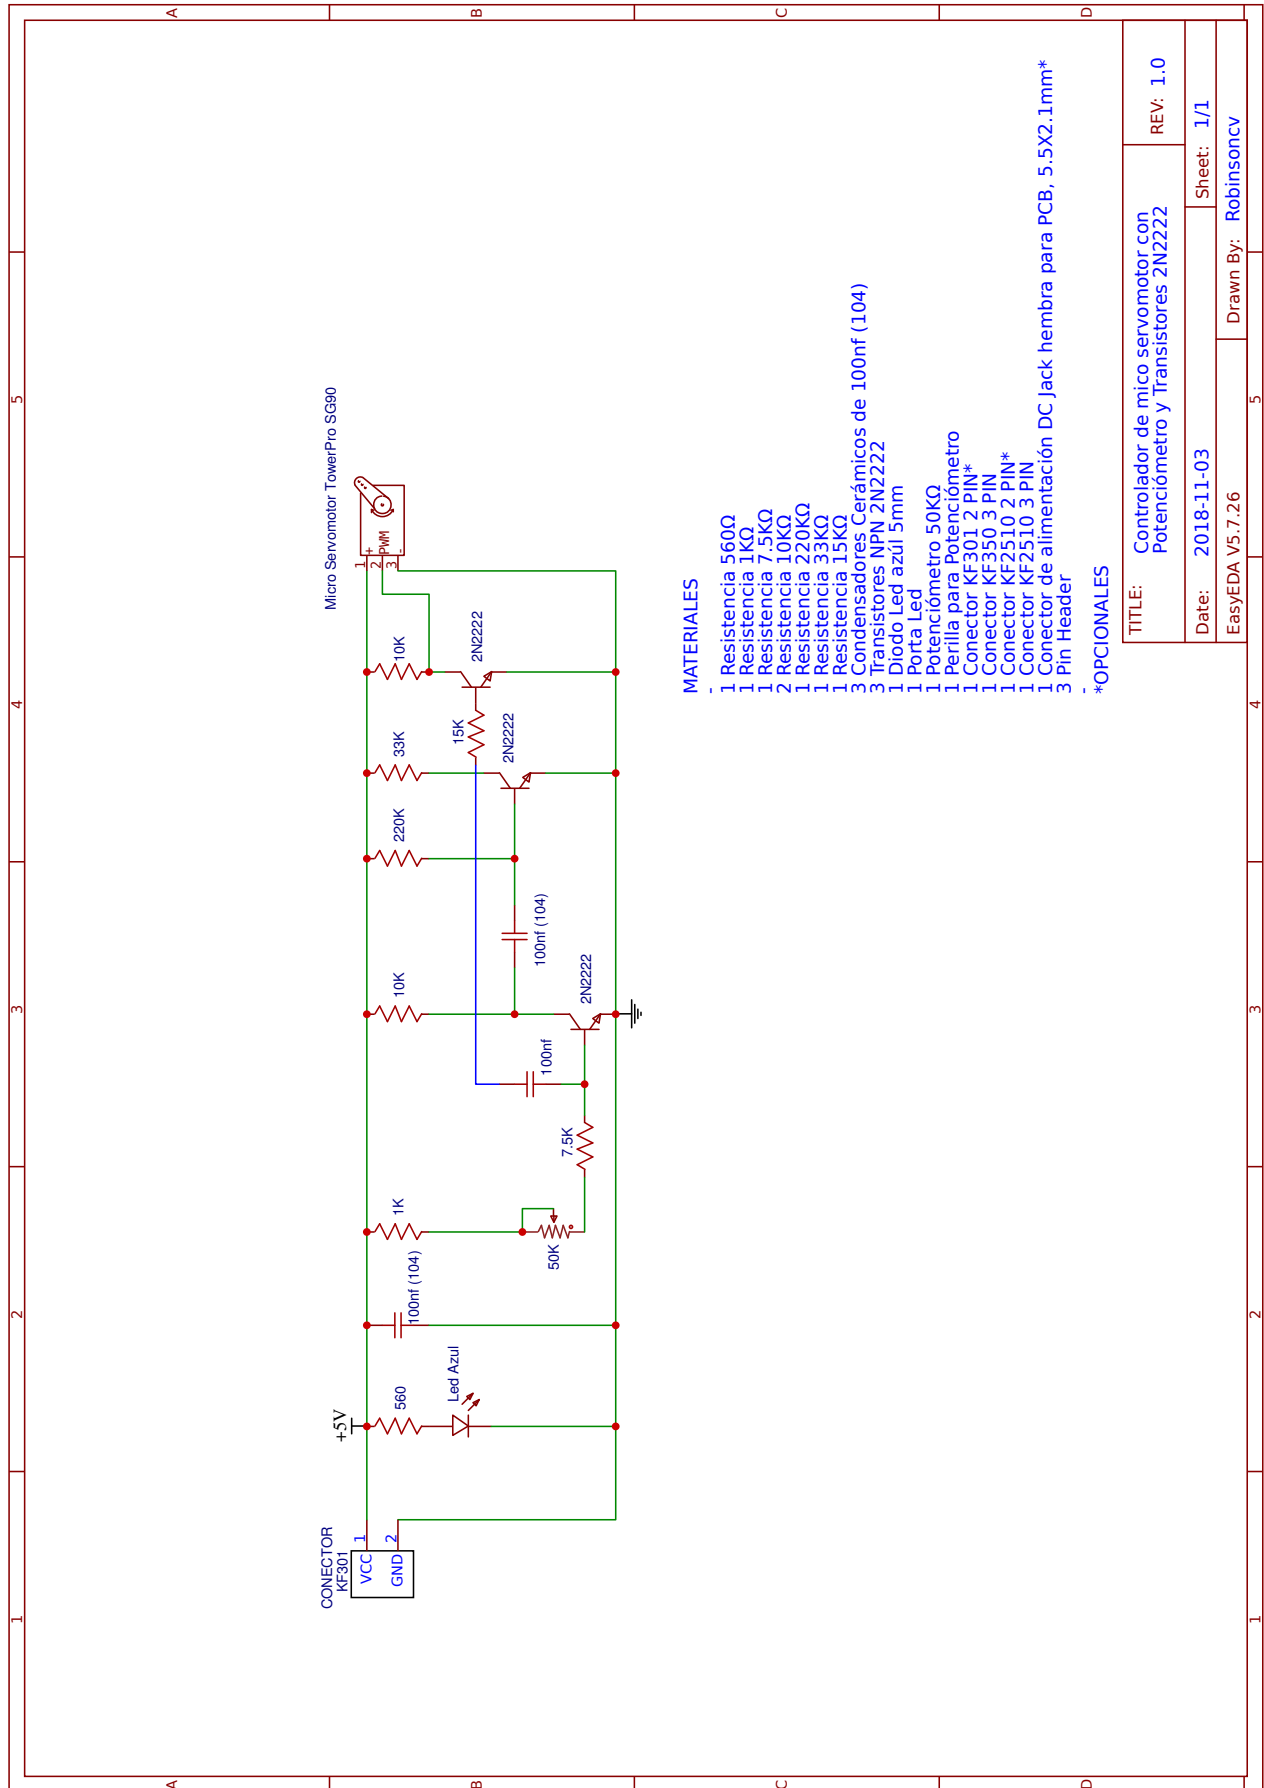 A
B
C
D
1
2
3
4
5
CONECTOR
KF301
VCC
GND
1
2
+5V
560
Led Azul
100nf (104)
1K
50K
7.5K
100nf
10K
2N2222
100nf (104)
220K
33K
2N2222
15K
10K
2N2222
Micro Servomotor TowerPro SG90
1
2
3
+
PWM
-
MATERIALES
-
1 Resistencia 560Ω
1 Resistencia 1KΩ
1 Resistencia 7.5KΩ
2 Resistencia 10KΩ
1 Resistencia 220KΩ
1 Resistencia 33KΩ
1 Resistencia 15KΩ
3 Condensadores Cerámicos de 100nf (104)
3 Transistores NPN 2N2222
1 Diodo Led azúl 5mm
1 Porta Led
1 Potenciómetro 50KΩ
1 Perilla para Potenciómetro
1 Conector KF301 2 PIN*
1 Conector KF350 3 PIN
1 Conector KF2510 2 PIN*
1 Conector KF2510 3 PIN
1 Conector de alimentación DC Jack hembra para PCB, 5.5X2.1mm*
3 Pin Header
-
*OPCIONALES
TITLE:
Controlador de mico servomotor con
Potenciómetro y Transistores 2N2222
REV: 1.0
Date: 2018-11-03
Sheet: 1/1
EasyEDA V5.7.26
Drawn By: Robinsoncv
A
B
C
D
1
2
3
4
5